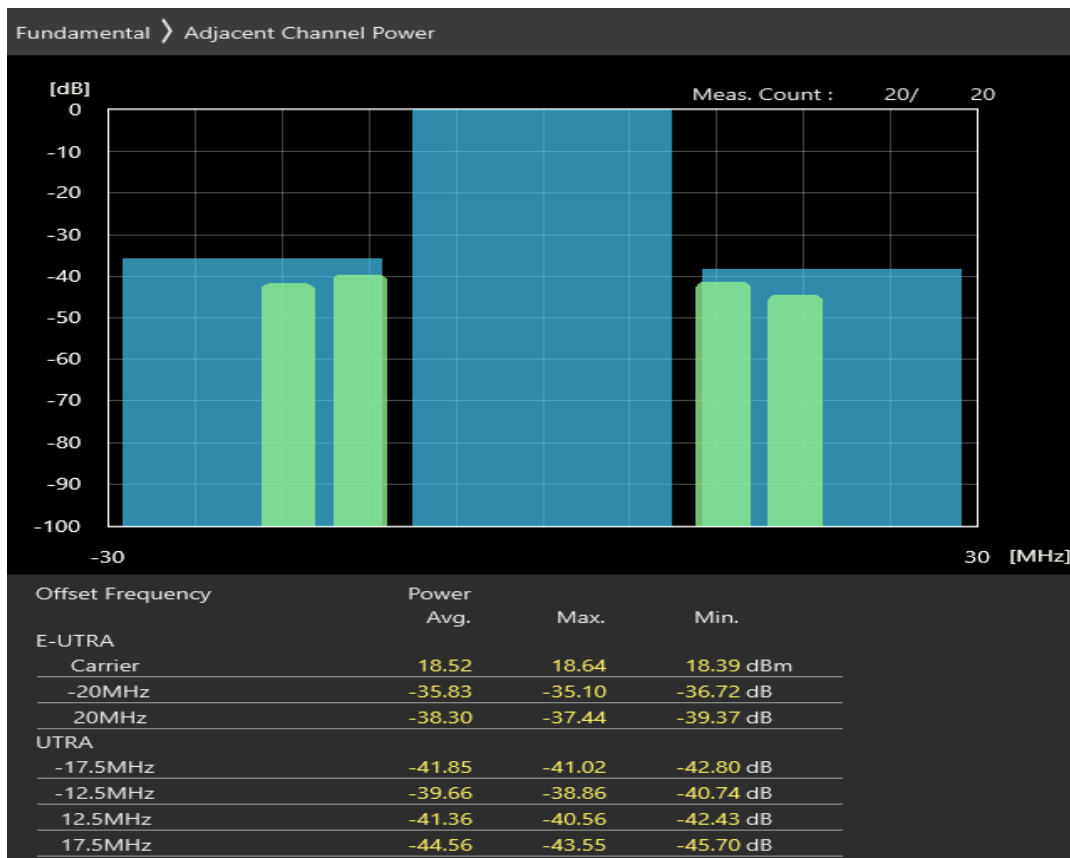 Fundamental 〉 Adjacent Channel Power
[dB]
Meas. Count : 20/ 20
0
-10
-20
-30
-40
-50
-60
-70
-80
-90
-100
-30 30 [MHz]
Offset Frequency Power
Avg. Max. Min.
E-UTRA
Carrier 18.52 18.64 18.39 dBm
-20MHz -35.83 -35.10 -36.72 dB
20MHz -38.30 -37.44 -39.37 dB
UTRA
-17.5MHz -41.85 -41.02 -42.80 dB
-12.5MHz -39.66 -38.86 -40.74 dB
12.5MHz -41.36 -40.56 -42.43 dB
17.5MHz -44.56 -43.55 -45.70 dB